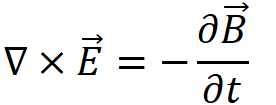 ∇ × E⃗ = − ∂B⃗ / ∂t